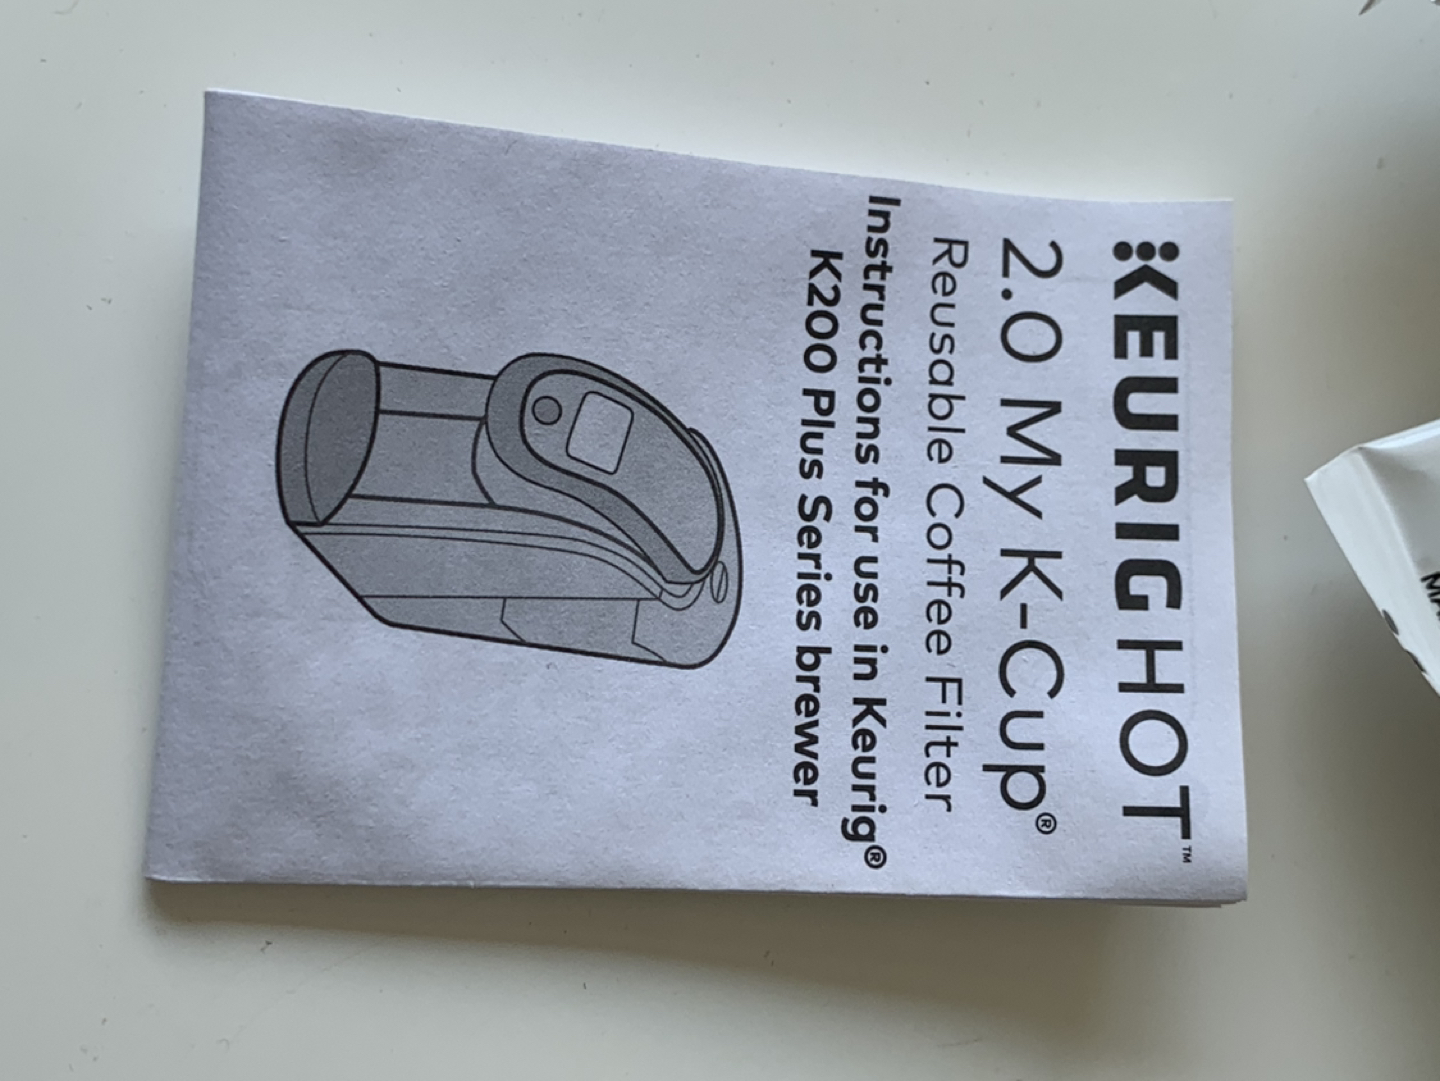 KEURIG HOT™
2.0 My K-Cup®
Reusable Coffee Filter
Instructions for use in Keurig®
K200 Plus Series brewer